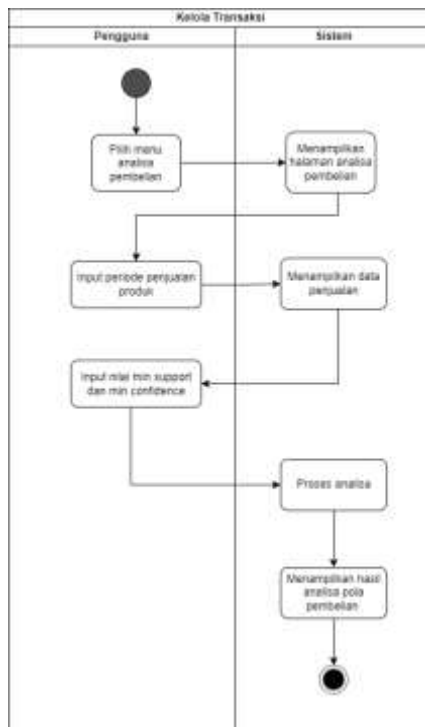 Kelola Transaksi
Pengguna
Sistem
Pilih menu
analisa
pembelian
Menampilkan
halaman analisa
pembelian
Input periode penjualan
produk
Menampilkan data
penjualan
Input nilai min support
dan min confidence
Proses analisa
Menampilkan hasil
analisa pola
pembelian